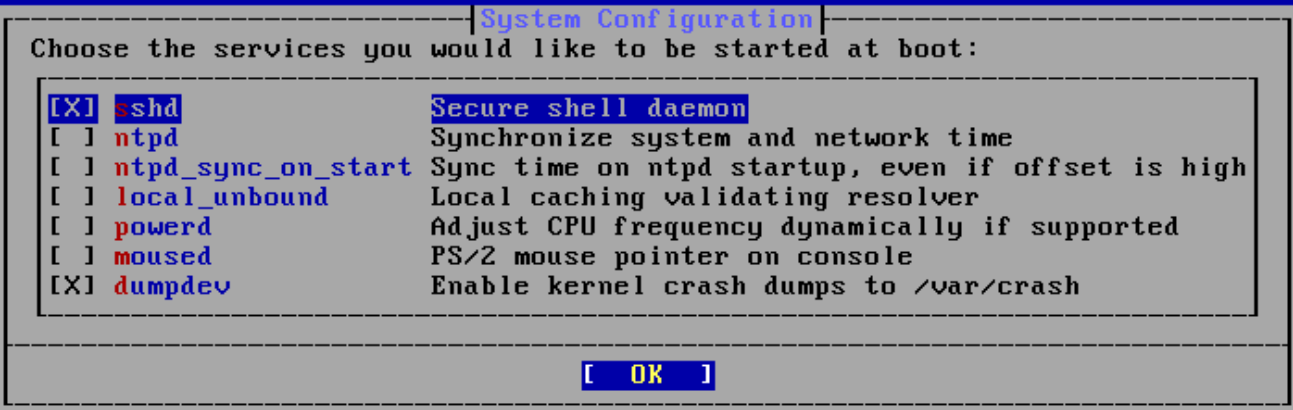 System Configuration
Choose the services you would like to be started at boot:
[X] sshd Secure shell daemon
[ ] ntpd Synchronize system and network time
[ ] ntpd_sync_on_start Sync time on ntpd startup, even if offset is high
[ ] local_unbound Local caching validating resolver
[ ] powerd Adjust CPU frequency dynamically if supported
[ ] moused PS/2 mouse pointer on console
[X] dumpdev Enable kernel crash dumps to /var/crash
[ OK ]